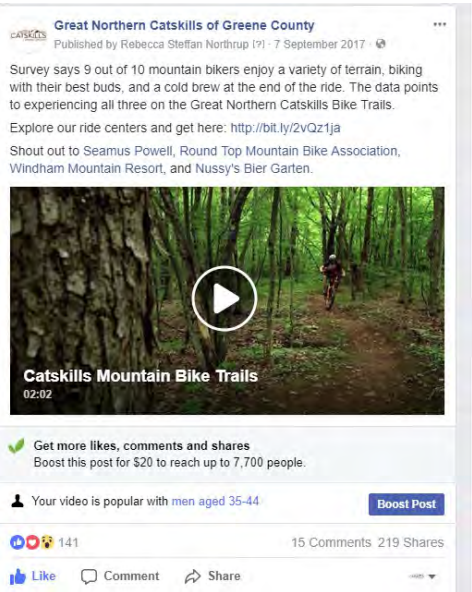 CATSKILLS
Great Northern Catskills of Greene County
Published by Rebecca Steffan Northrup [?] · 7 September 2017 ·
Survey says 9 out of 10 mountain bikers enjoy a variety of terrain, biking
with their best buds, and a cold brew at the end of the ride. The data points
to experiencing all three on the Great Northern Catskills Bike Trails.
Explore our ride centers and get here: http://bit.ly/2vQz1ja
Shout out to Seamus Powell, Round Top Mountain Bike Association,
Windham Mountain Resort, and Nussy's Bier Garten.
Catskills Mountain Bike Trails
02:02
Get more likes, comments and shares
Boost this post for $20 to reach up to 7,700 people.
Your video is popular with men aged 35-44
Boost Post
141
15 Comments 219 Shares
Like Comment Share